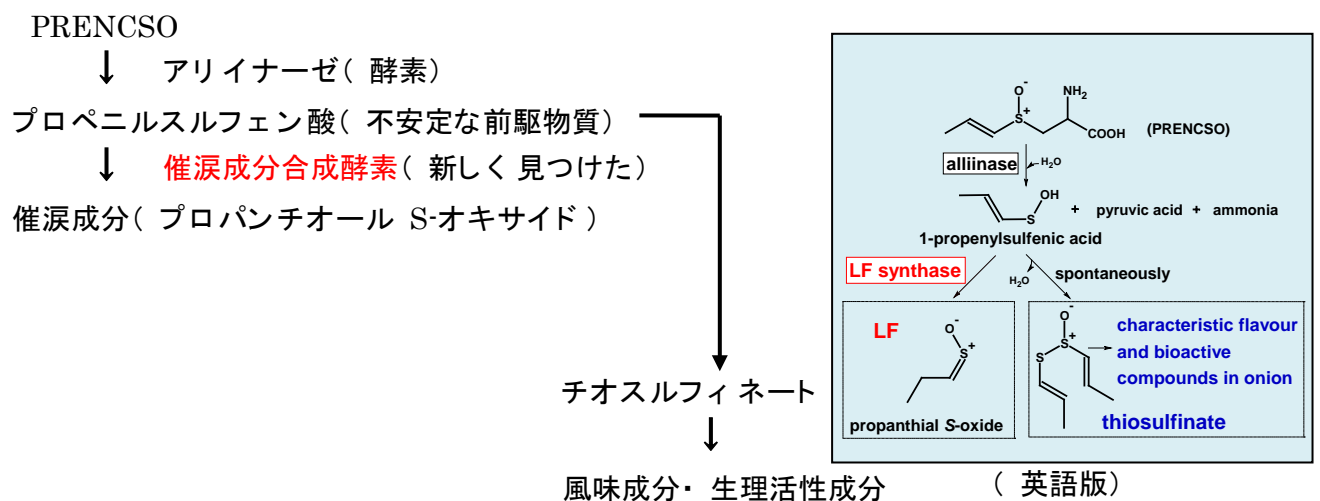 PRENCSO
↓ アリイナーゼ( 酵素)
プロペニルスルフェン酸( 不安定な前駆物質)
↓ 催涙成分合成酵素( 新しく見つけた)
催涙成分( プロパンチオール S-オキサイド)
チオスルフィネート
↓
風味成分・ 生理活性成分
O-
NH2
S+
COOH
(PRENCSO)
alliinase
H2O
OH
S
+ pyruvic acid + ammonia
1-propenylsulfenic acid
LF synthase
H2O
spontaneously
LF
O-
S+
propanthial S-oxide
O-
S+
S
characteristic flavour
and bioactive
compounds in onion
thiosulfinate
( 英語版)